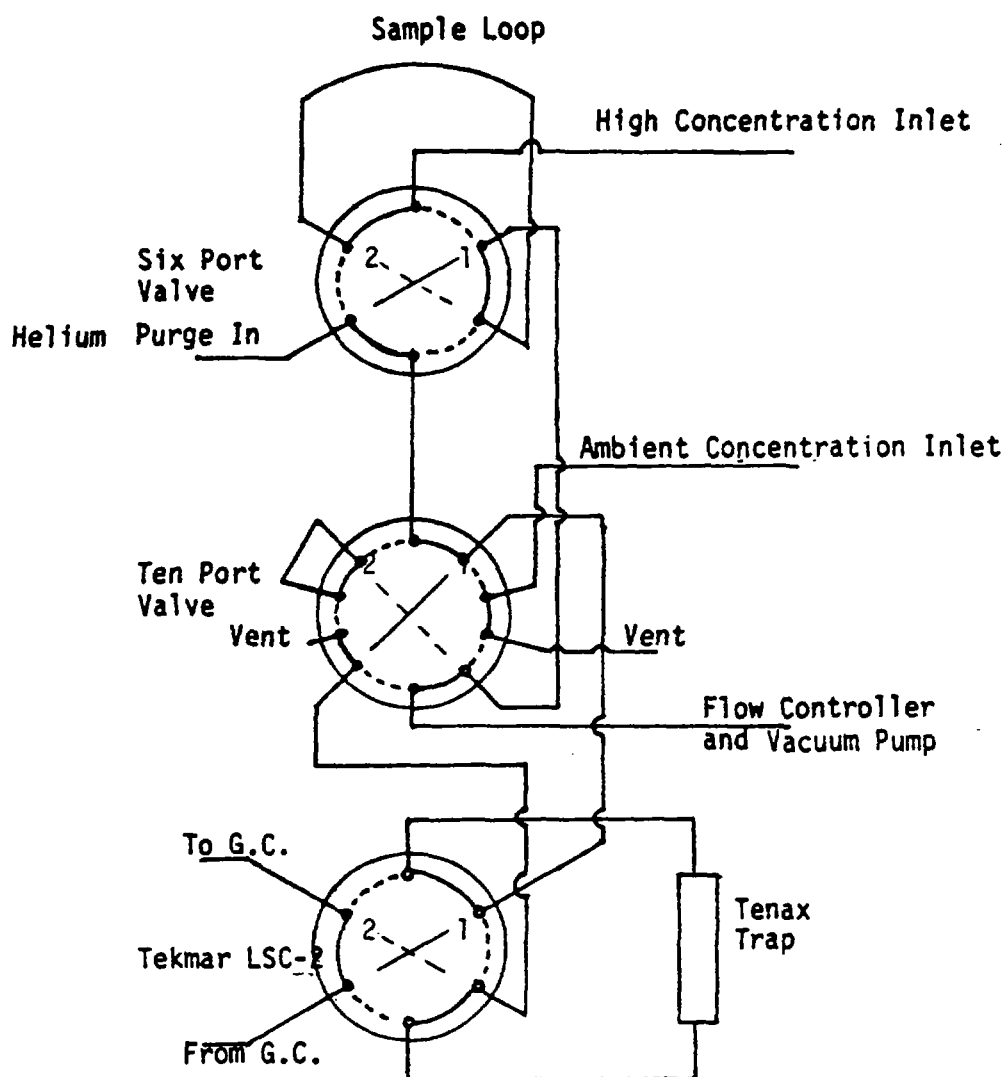 Sample Loop
High Concentration Inlet
2
1
Six Port
Valve
Helium Purge In
Ambient Concentration Inlet
2
1
Ten Port
Valve
Vent
Vent
Flow Controller
and Vacuum Pump
To G.C.
2
1
Tenax
Trap
Tekmar LSC-2
From G.C.